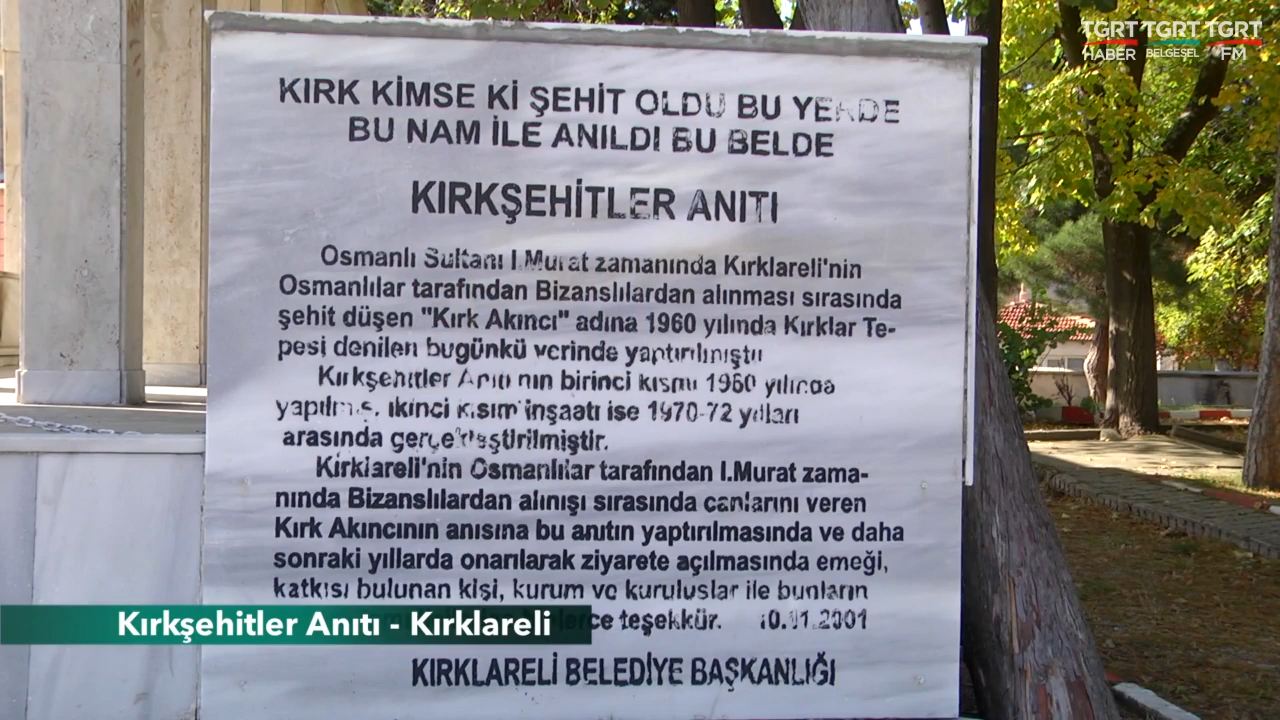 TGRT HABER TGRT BELGESEL TGRT FM
KIRK KİMSE Kİ ŞEHİT OLDU BU YERDE
BU NAM İLE ANILDI BU BELDE
KIRKŞEHİTLER ANITI
Osmanlı Sultanı I.Murat zamanında Kırklareli'nin
Osmanlılar tarafından Bizanslılardan alınması sırasında
şehit düşen "Kırk Akıncı" adına 1960 yılında Kırklar Te-
pesi denilen bugünkü yerinde yaptırılmıştır
Kırkşehitler Anıtı'nın birinci kısmı 1960 yılında
yapılmış, ikinci kısım inşaatı ise 1970-72 yılları
arasında gerçekleştirilmiştir.
Kırklareli'nin Osmanlılar tarafından I.Murat zama-
nında Bizanslılardan alınışı sırasında canlarını veren
Kırk Akıncının anısına bu anıtın yaptırılmasında ve daha
sonraki yıllarda onarılarak ziyarete açılmasında emeği,
katkısı bulunan kişi, kurum ve kuruluslar ile bunların
teşekkür. 10.01.2001
Kırkşehitler Anıtı - Kırklareli
KIRKLARELİ BELEDİYE BAŞKANLIĞI